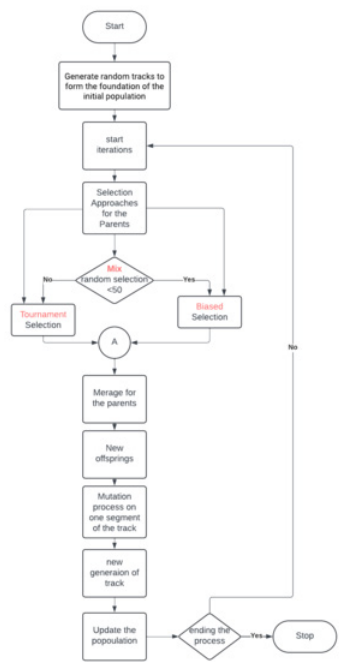 Start
Generate random tracks to
form the foundation of the
initial population
start
iterations
Selection
Approaches
for the
Parents
Mix
random selection
<50
No
Yes
Tournament
Selection
Biased
Selection
A
No
Merage for
the parents
New
offsprings
Mutation
process on
one segment
of the track
new
generaion of
track
Update the
popoulation
ending the
process
Yes
Stop